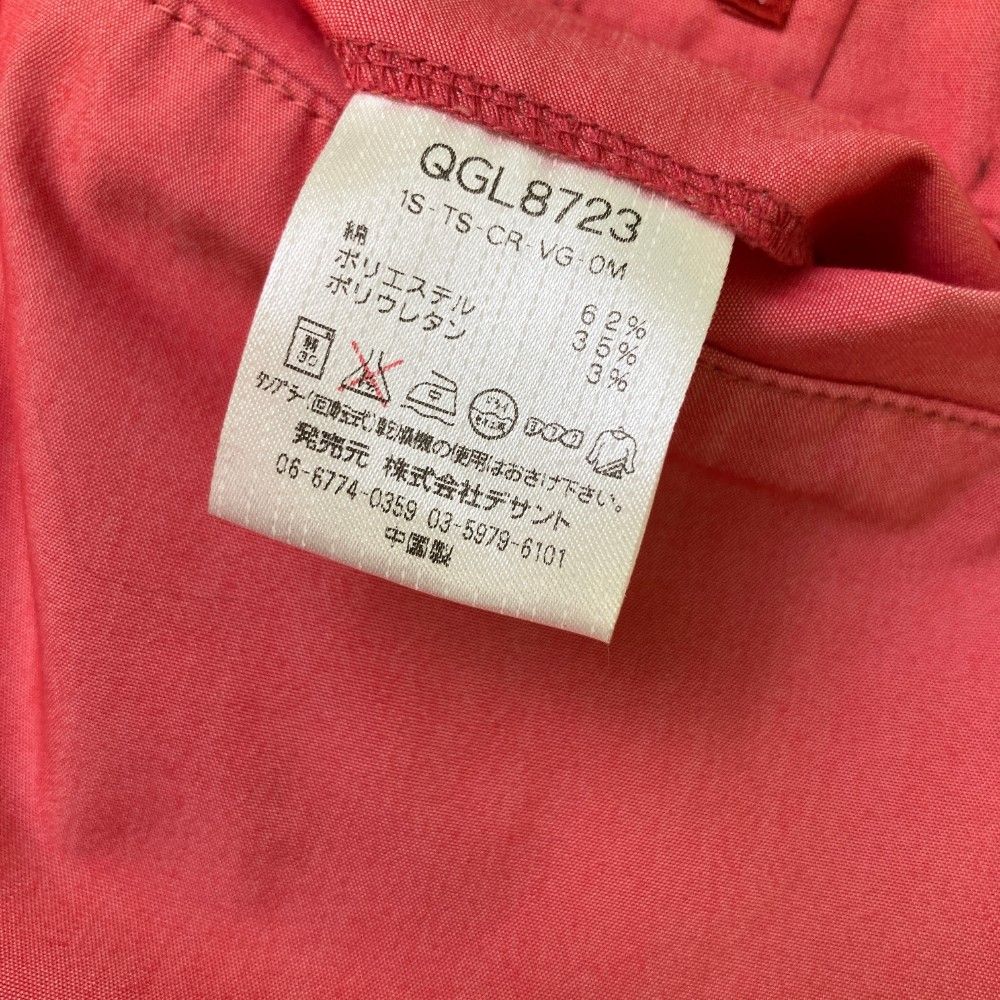 QGL8723
1S-TS-CR-VG-0M
綿 62%
ポリエステル 35%
ポリウレタン 3%
弱
30
タンブラー(回転式)乾燥機の使用はおさけ下さい。
発売元 株式会社デサント
06-6774-0359 03-5979-6101
中国製